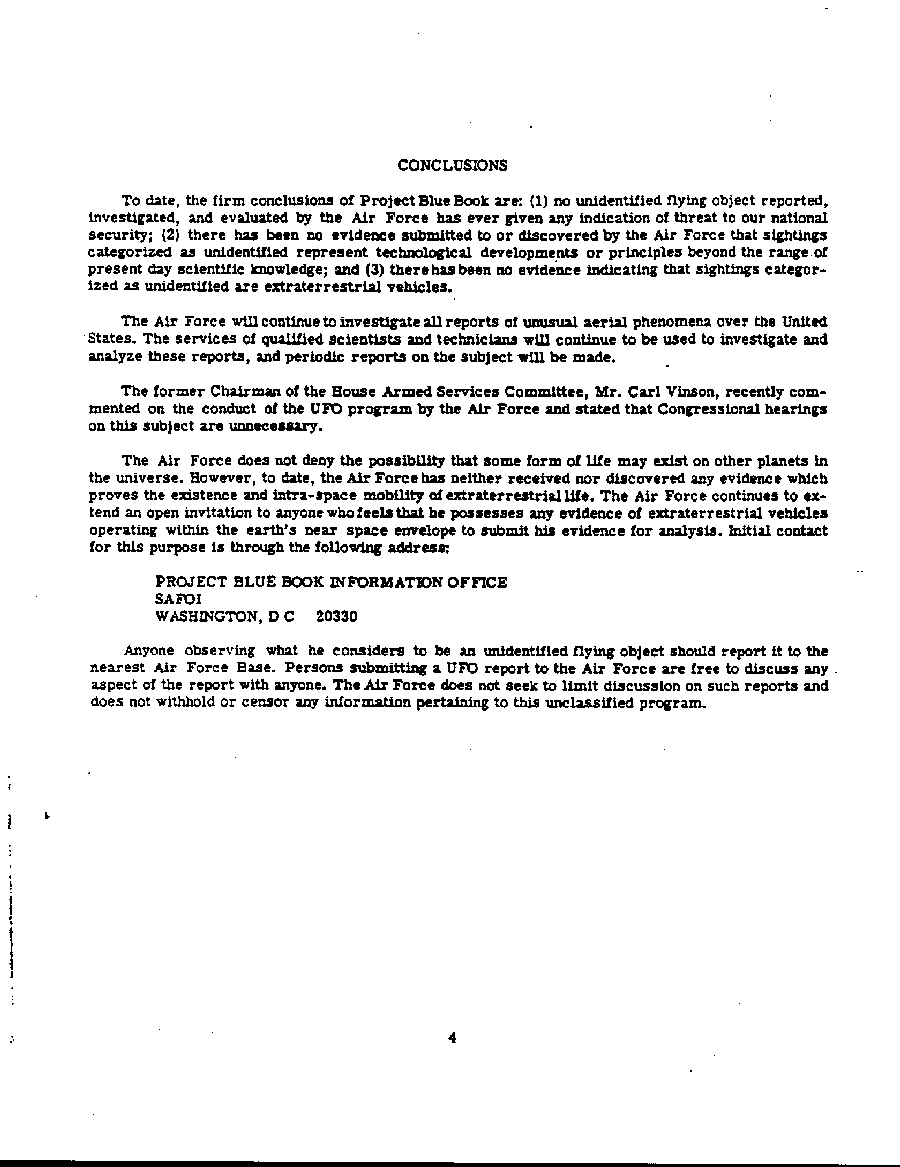 CONCLUSIONS
To date, the firm conclusions of Project Blue Book are: (1) no unidentified flying object reported,
investigated, and evaluated by the Air Force has ever given any indication of threat to our national
security; (2) there has been no evidence submitted to or discovered by the Air Force that sightings
categorized as unidentified represent technological developments or principles beyond the range of
present day scientific knowledge; and (3) there has been no evidence indicating that sightings categor-
ized as unidentified are extraterrestrial vehicles.
The Air Force will continue to investigate all reports of unusual aerial phenomena over the United
States. The services of qualified scientists and technicians will continue to be used to investigate and
analyze these reports, and periodic reports on the subject will be made.
The former Chairman of the House Armed Services Committee, Mr. Carl Vinson, recently com-
mented on the conduct of the UFO program by the Air Force and stated that Congressional hearings
on this subject are unnecessary.
The Air Force does not deny the possibility that some form of life may exist on other planets in
the universe. However, to date, the Air Force has neither received nor discovered any evidence which
proves the existence and intra-space mobility of extraterrestrial life. The Air Force continues to ex-
tend an open invitation to anyone who feels that he possesses any evidence of extraterrestrial vehicles
operating within the earth's near space envelope to submit his evidence for analysis. Initial contact
for this purpose is through the following address:
PROJECT BLUE BOOK INFORMATION OFFICE
SAFOI
WASHINGTON, D C 20330
Anyone observing what he considers to be an unidentified flying object should report it to the
nearest Air Force Base. Persons submitting a UFO report to the Air Force are free to discuss any
aspect of the report with anyone. The Air Force does not seek to limit discussion on such reports and
does not withhold or censor any information pertaining to this unclassified program.
4